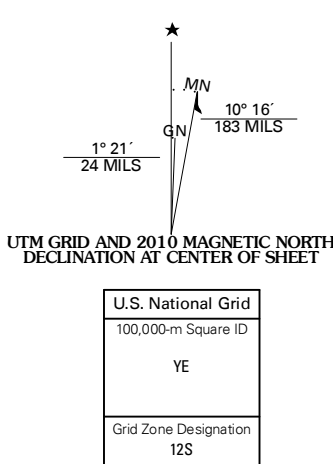 ★
MN
10° 16´
183 MILS
GN
1° 21´
24 MILS
UTM GRID AND 2010 MAGNETIC NORTH
DECLINATION AT CENTER OF SHEET
U.S. National Grid
100,000-m Square ID
YE
Grid Zone Designation
12S